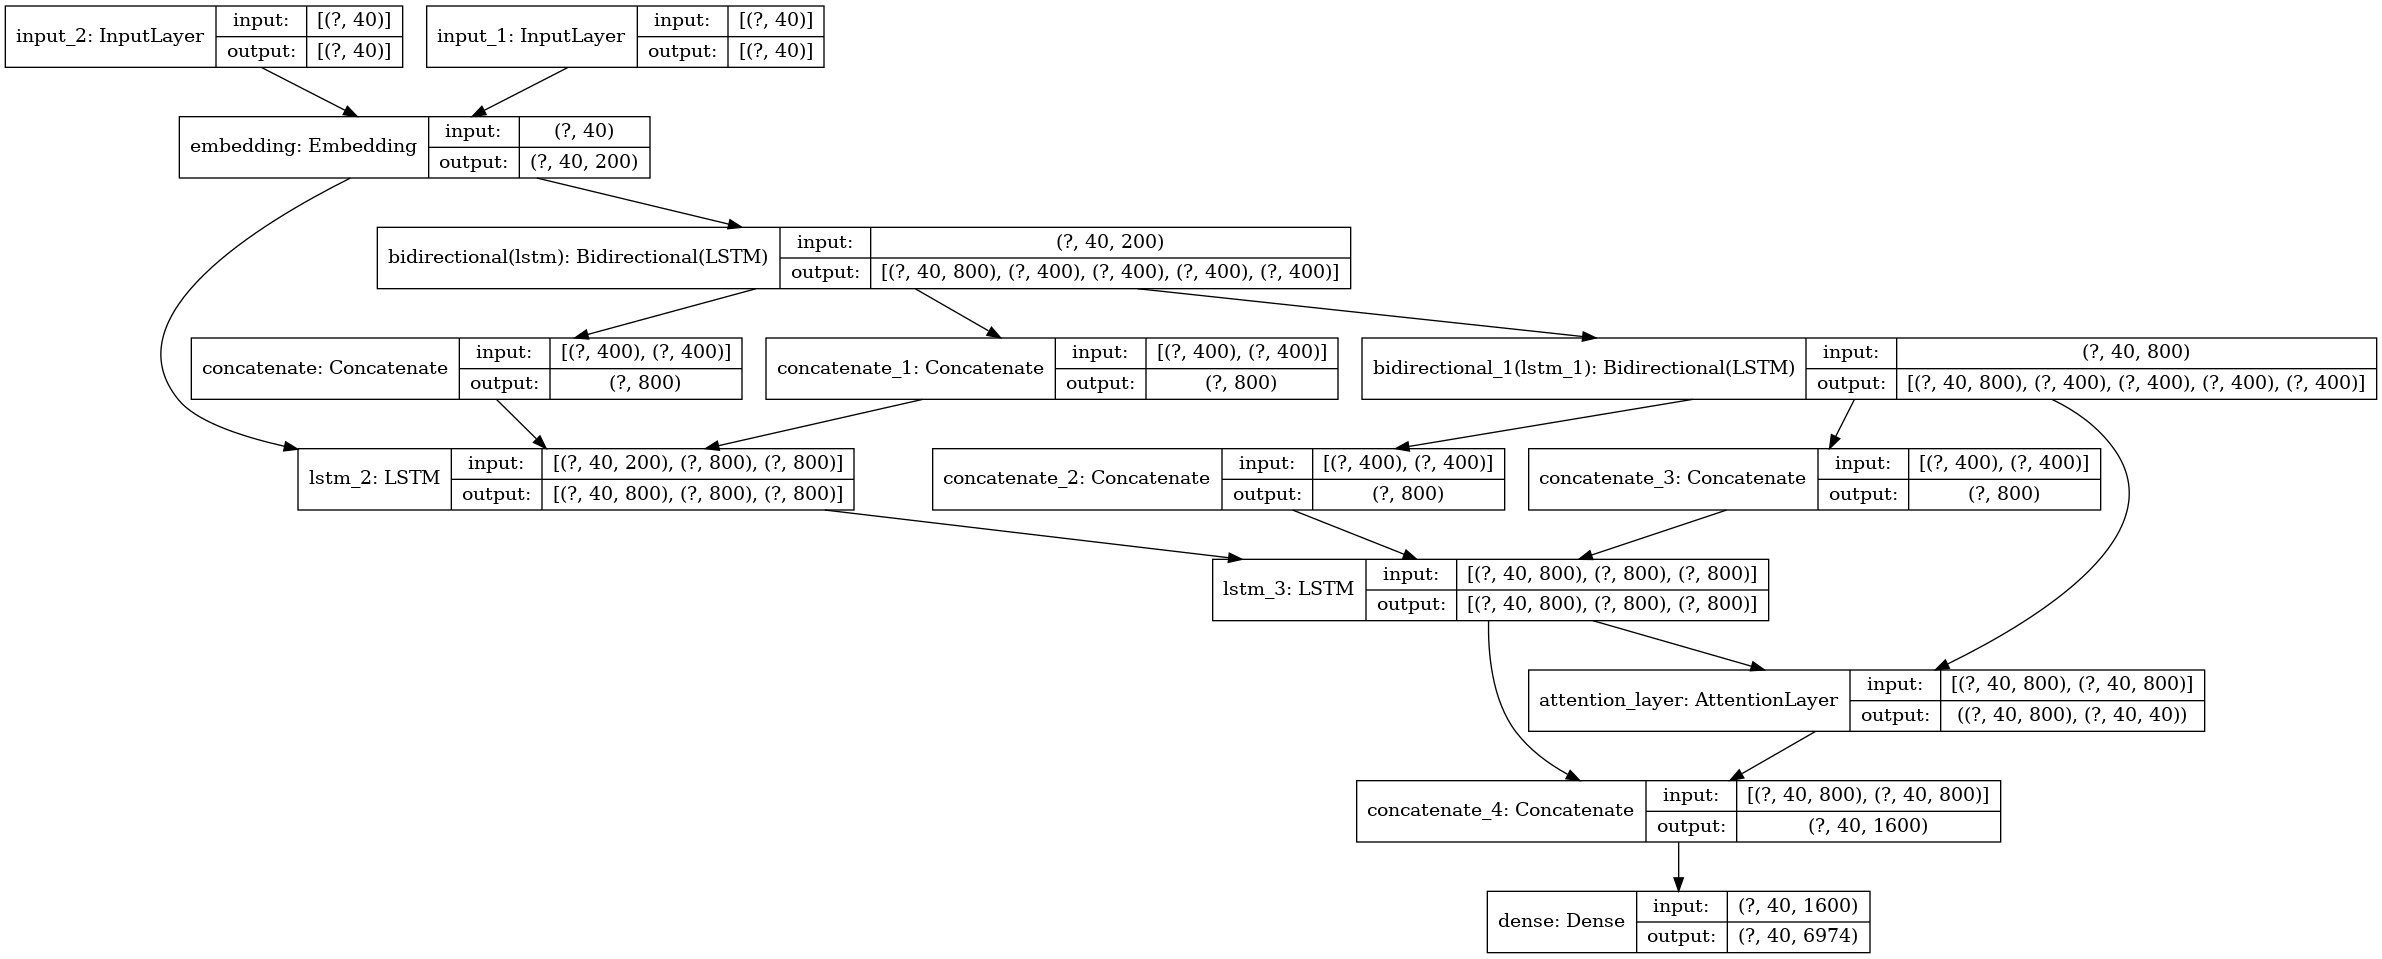 input_2: InputLayer
input: [(?, 40)]
output: [(?, 40)]
input_1: InputLayer
input: [(?, 40)]
output: [(?, 40)]
embedding: Embedding
input: (?, 40)
output: (?, 40, 200)
bidirectional(lstm): Bidirectional(LSTM)
input: (?, 40, 200)
output: [(?, 40, 800), (?, 400), (?, 400), (?, 400), (?, 400)]
concatenate: Concatenate
input: [(?, 400), (?, 400)]
output: (?, 800)
concatenate_1: Concatenate
input: [(?, 400), (?, 400)]
output: (?, 800)
bidirectional_1(lstm_1): Bidirectional(LSTM)
input: (?, 40, 800)
output: [(?, 40, 800), (?, 400), (?, 400), (?, 400), (?, 400)]
lstm_2: LSTM
input: [(?, 40, 200), (?, 800), (?, 800)]
output: [(?, 40, 800), (?, 800), (?, 800)]
concatenate_2: Concatenate
input: [(?, 400), (?, 400)]
output: (?, 800)
concatenate_3: Concatenate
input: [(?, 400), (?, 400)]
output: (?, 800)
lstm_3: LSTM
input: [(?, 40, 800), (?, 800), (?, 800)]
output: [(?, 40, 800), (?, 800), (?, 800)]
attention_layer: AttentionLayer
input: [(?, 40, 800), (?, 40, 800)]
output: ((?, 40, 800), (?, 40, 40))
concatenate_4: Concatenate
input: [(?, 40, 800), (?, 40, 800)]
output: (?, 40, 1600)
dense: Dense
input: (?, 40, 1600)
output: (?, 40, 6974)